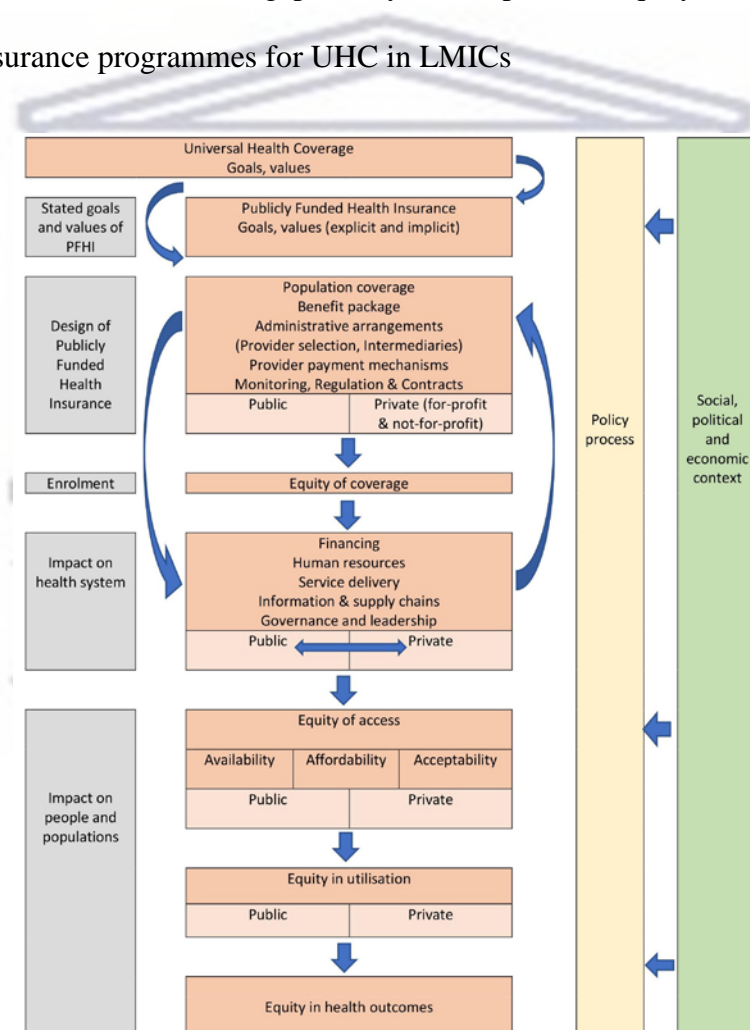 surance programmes for UHC in LMICs
Universal Health Coverage
Goals, values
Stated goals
and values of
PFHI
Publicly Funded Health Insurance
Goals, values (explicit and implicit)
Design of
Publicly
Funded
Health
Insurance
Population coverage
Benefit package
Administrative arrangements
(Provider selection, Intermediaries)
Provider payment mechanisms
Monitoring, Regulation & Contracts
Public
Private (for-profit
& not-for-profit)
Enrolment
Equity of coverage
Impact on
health system
Financing
Human resources
Service delivery
Information & supply chains
Governance and leadership
Public
Private
Impact on
people and
populations
Equity of access
Availability
Affordability
Acceptability
Public
Private
Equity in utilisation
Public
Private
Equity in health outcomes
Policy
process
Social,
political
and
economic
context